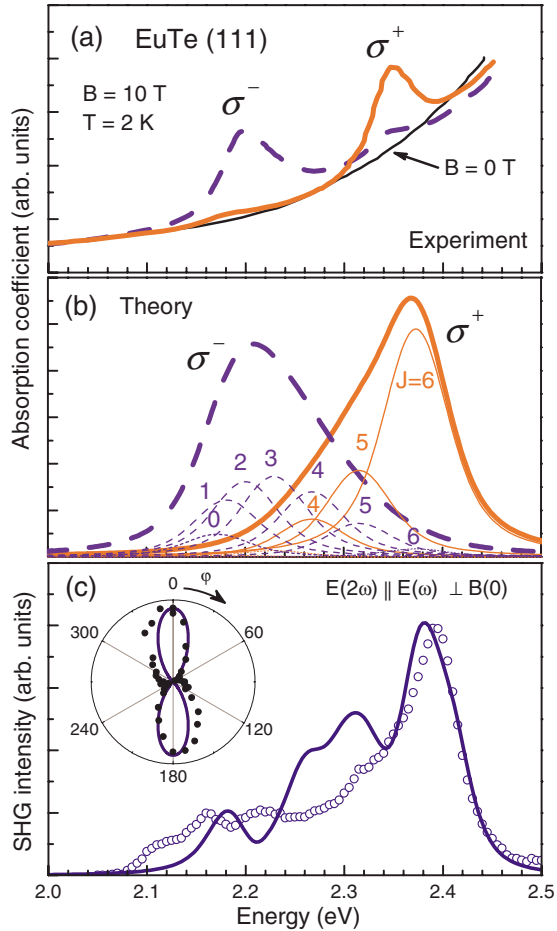 (a) EuTe (111)
B = 10 T
T = 2 K
σ⁻
σ⁺
B = 0 T
Experiment
Absorption coefficient (arb. units)
(b) Theory
σ⁻
σ⁺
J=6
5
4
0
1
2
3
4
5
6
(c)
E(2ω) || E(ω) ⊥ B(0)
0
φ
60
120
180
240
300
SHG intensity (arb. units)
2.0 2.1 2.2 2.3 2.4 2.5
Energy (eV)